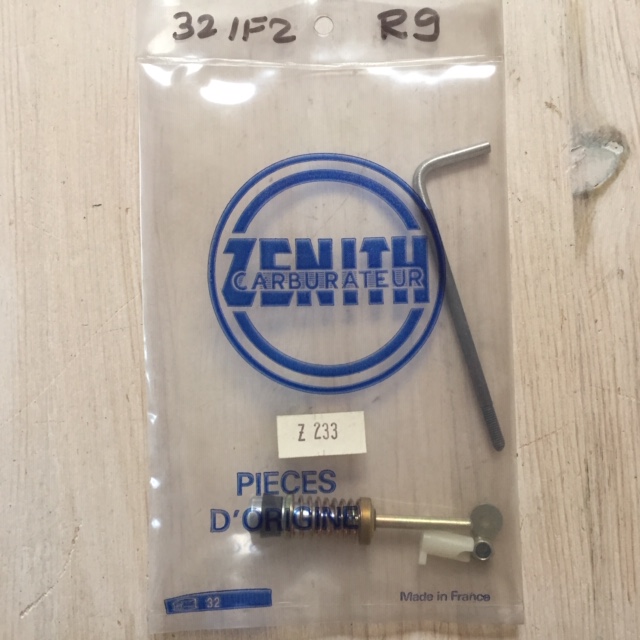 32 IF2 R9
ZENITH
CARBURATEUR
Z 233
PIECES
D'ORIGINE
32
Made in France